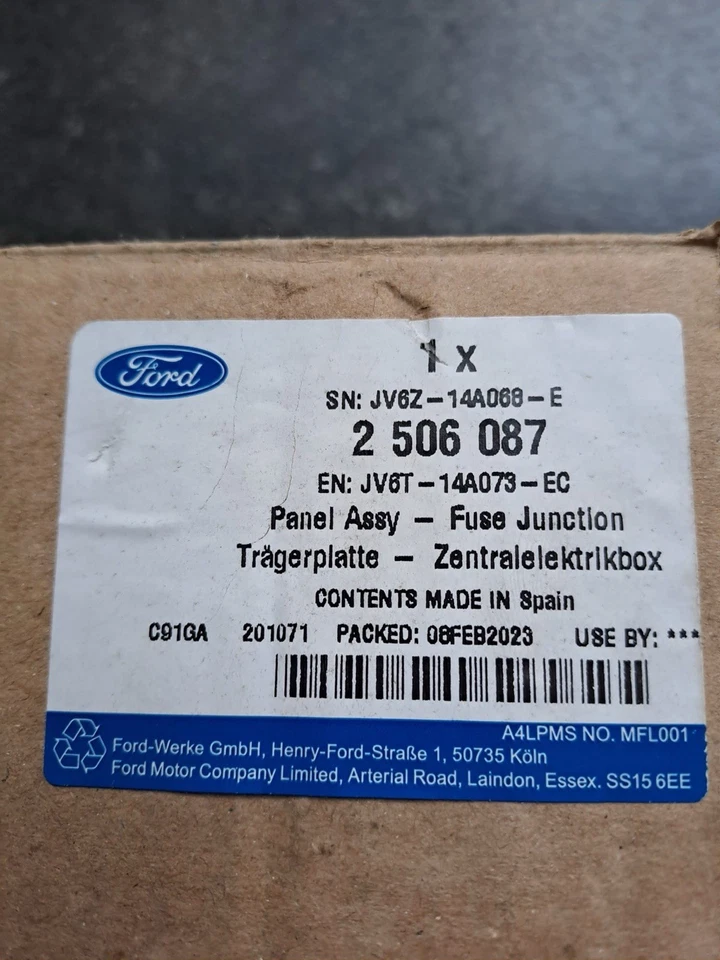 Ford
1 x
SN: JV6Z-14A068-E
2 506 087
EN: JV6T-14A073-EC
Panel Assy - Fuse Junction
Trägerplatte - Zentralelektrikbox
CONTENTS MADE IN Spain
C91GA 201071 PACKED: 08FEB2023 USE BY: ***
A4LPMS NO. MFL001
Ford-Werke GmbH, Henry-Ford-Straße 1, 50735 Köln
Ford Motor Company Limited, Arterial Road, Laindon, Essex. SS15 6EE